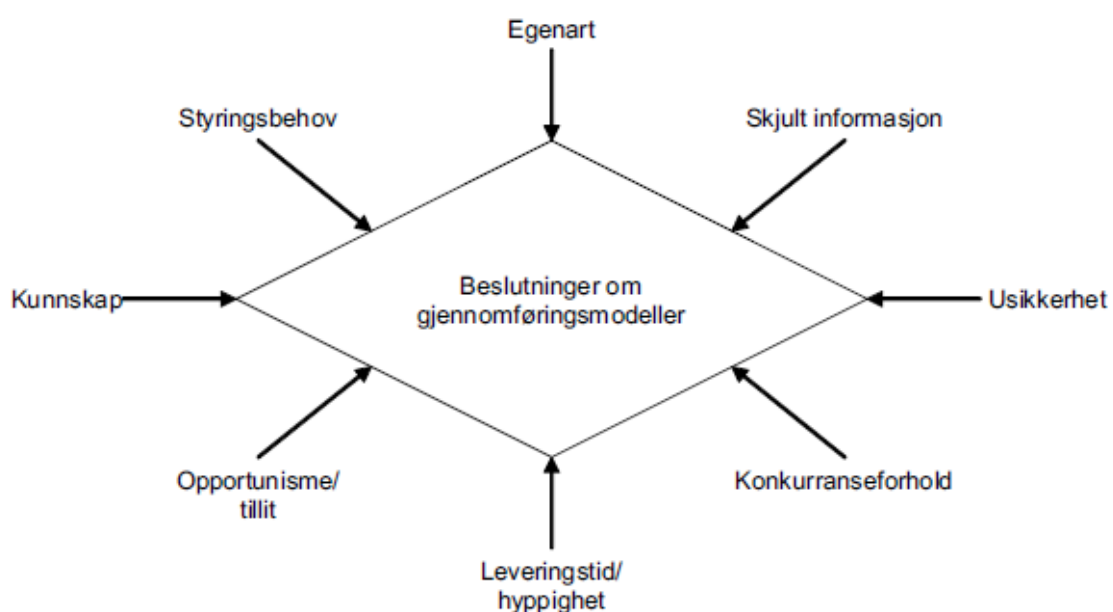 Egenart
Styringsbehov
Skjult informasjon
Kunnskap
Beslutninger om
gjennomføringsmodeller
Usikkerhet
Opportunisme/
tillit
Konkurranseforhold
Leveringstid/
hyppighet